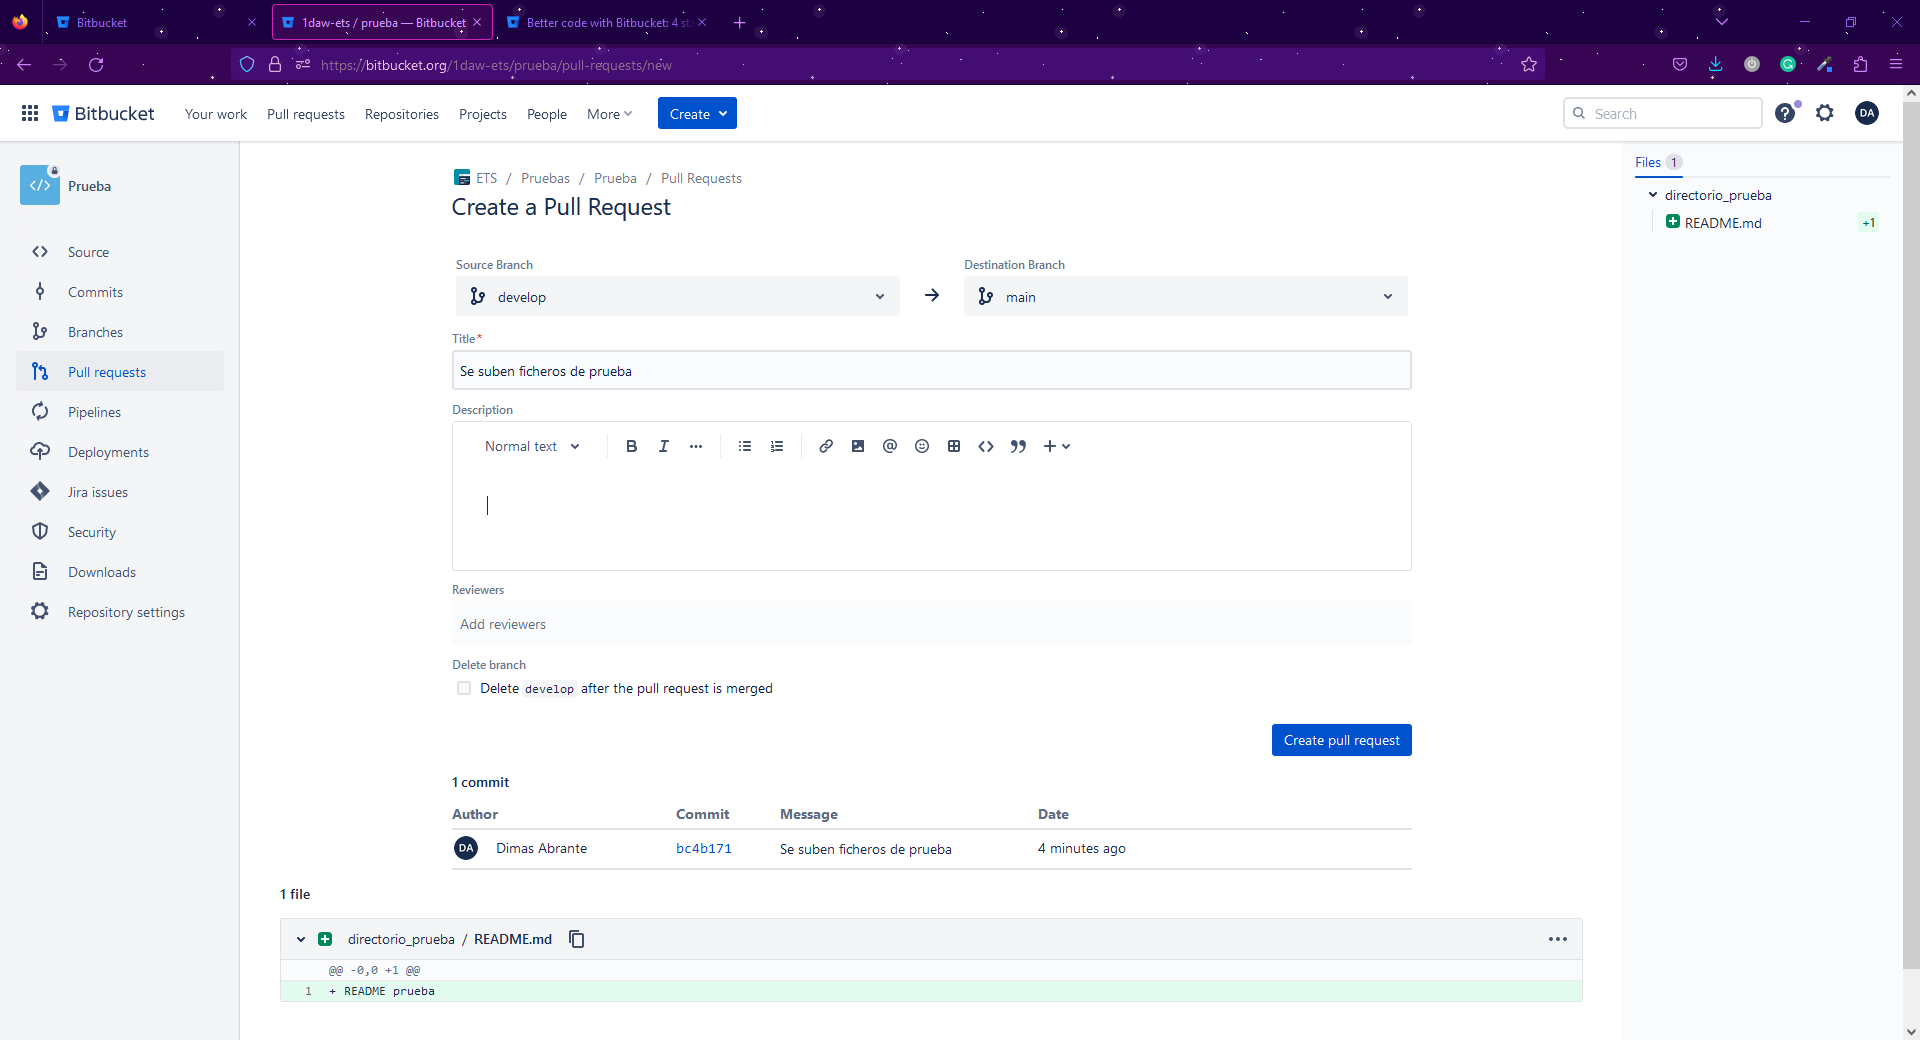 Bitbucket
1daw-ets / prueba — Bitbucket
Better code with Bitbucket: 4 st
https://bitbucket.org/1daw-ets/prueba/pull-requests/new
Bitbucket
Your work
Pull requests
Repositories
Projects
People
More
Create
Search
DA
Prueba
Source
Commits
Branches
Pull requests
Pipelines
Deployments
Jira issues
Security
Downloads
Repository settings
ETS / Pruebas / Prueba / Pull Requests
Create a Pull Request
Source Branch
Destination Branch
develop
main
Title*
Se suben ficheros de prueba
Description
Normal text
Reviewers
Add reviewers
Delete branch
Delete develop after the pull request is merged
Create pull request
1 commit
Author Commit Message Date
DA Dimas Abrante bc4b171 Se suben ficheros de prueba 4 minutes ago
1 file
directorio_prueba / README.md
@@ -0,0 +1 @@
1 + README prueba
Files 1
directorio_prueba
README.md +1